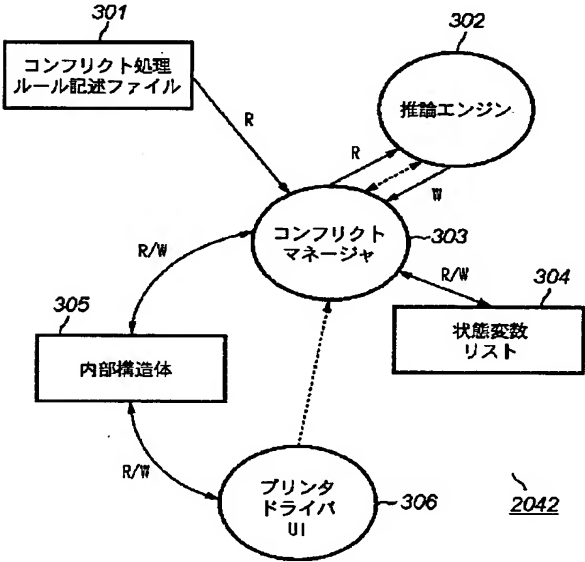 301
コンフリクト処理
ルール記述ファイル
302
推論エンジン
R
R
W
コンフリクト
マネージャ
303
R/W
R/W
304
状態変数
リスト
305
内部構造体
R/W
プリンタ
ドライバ
UI
306
2042